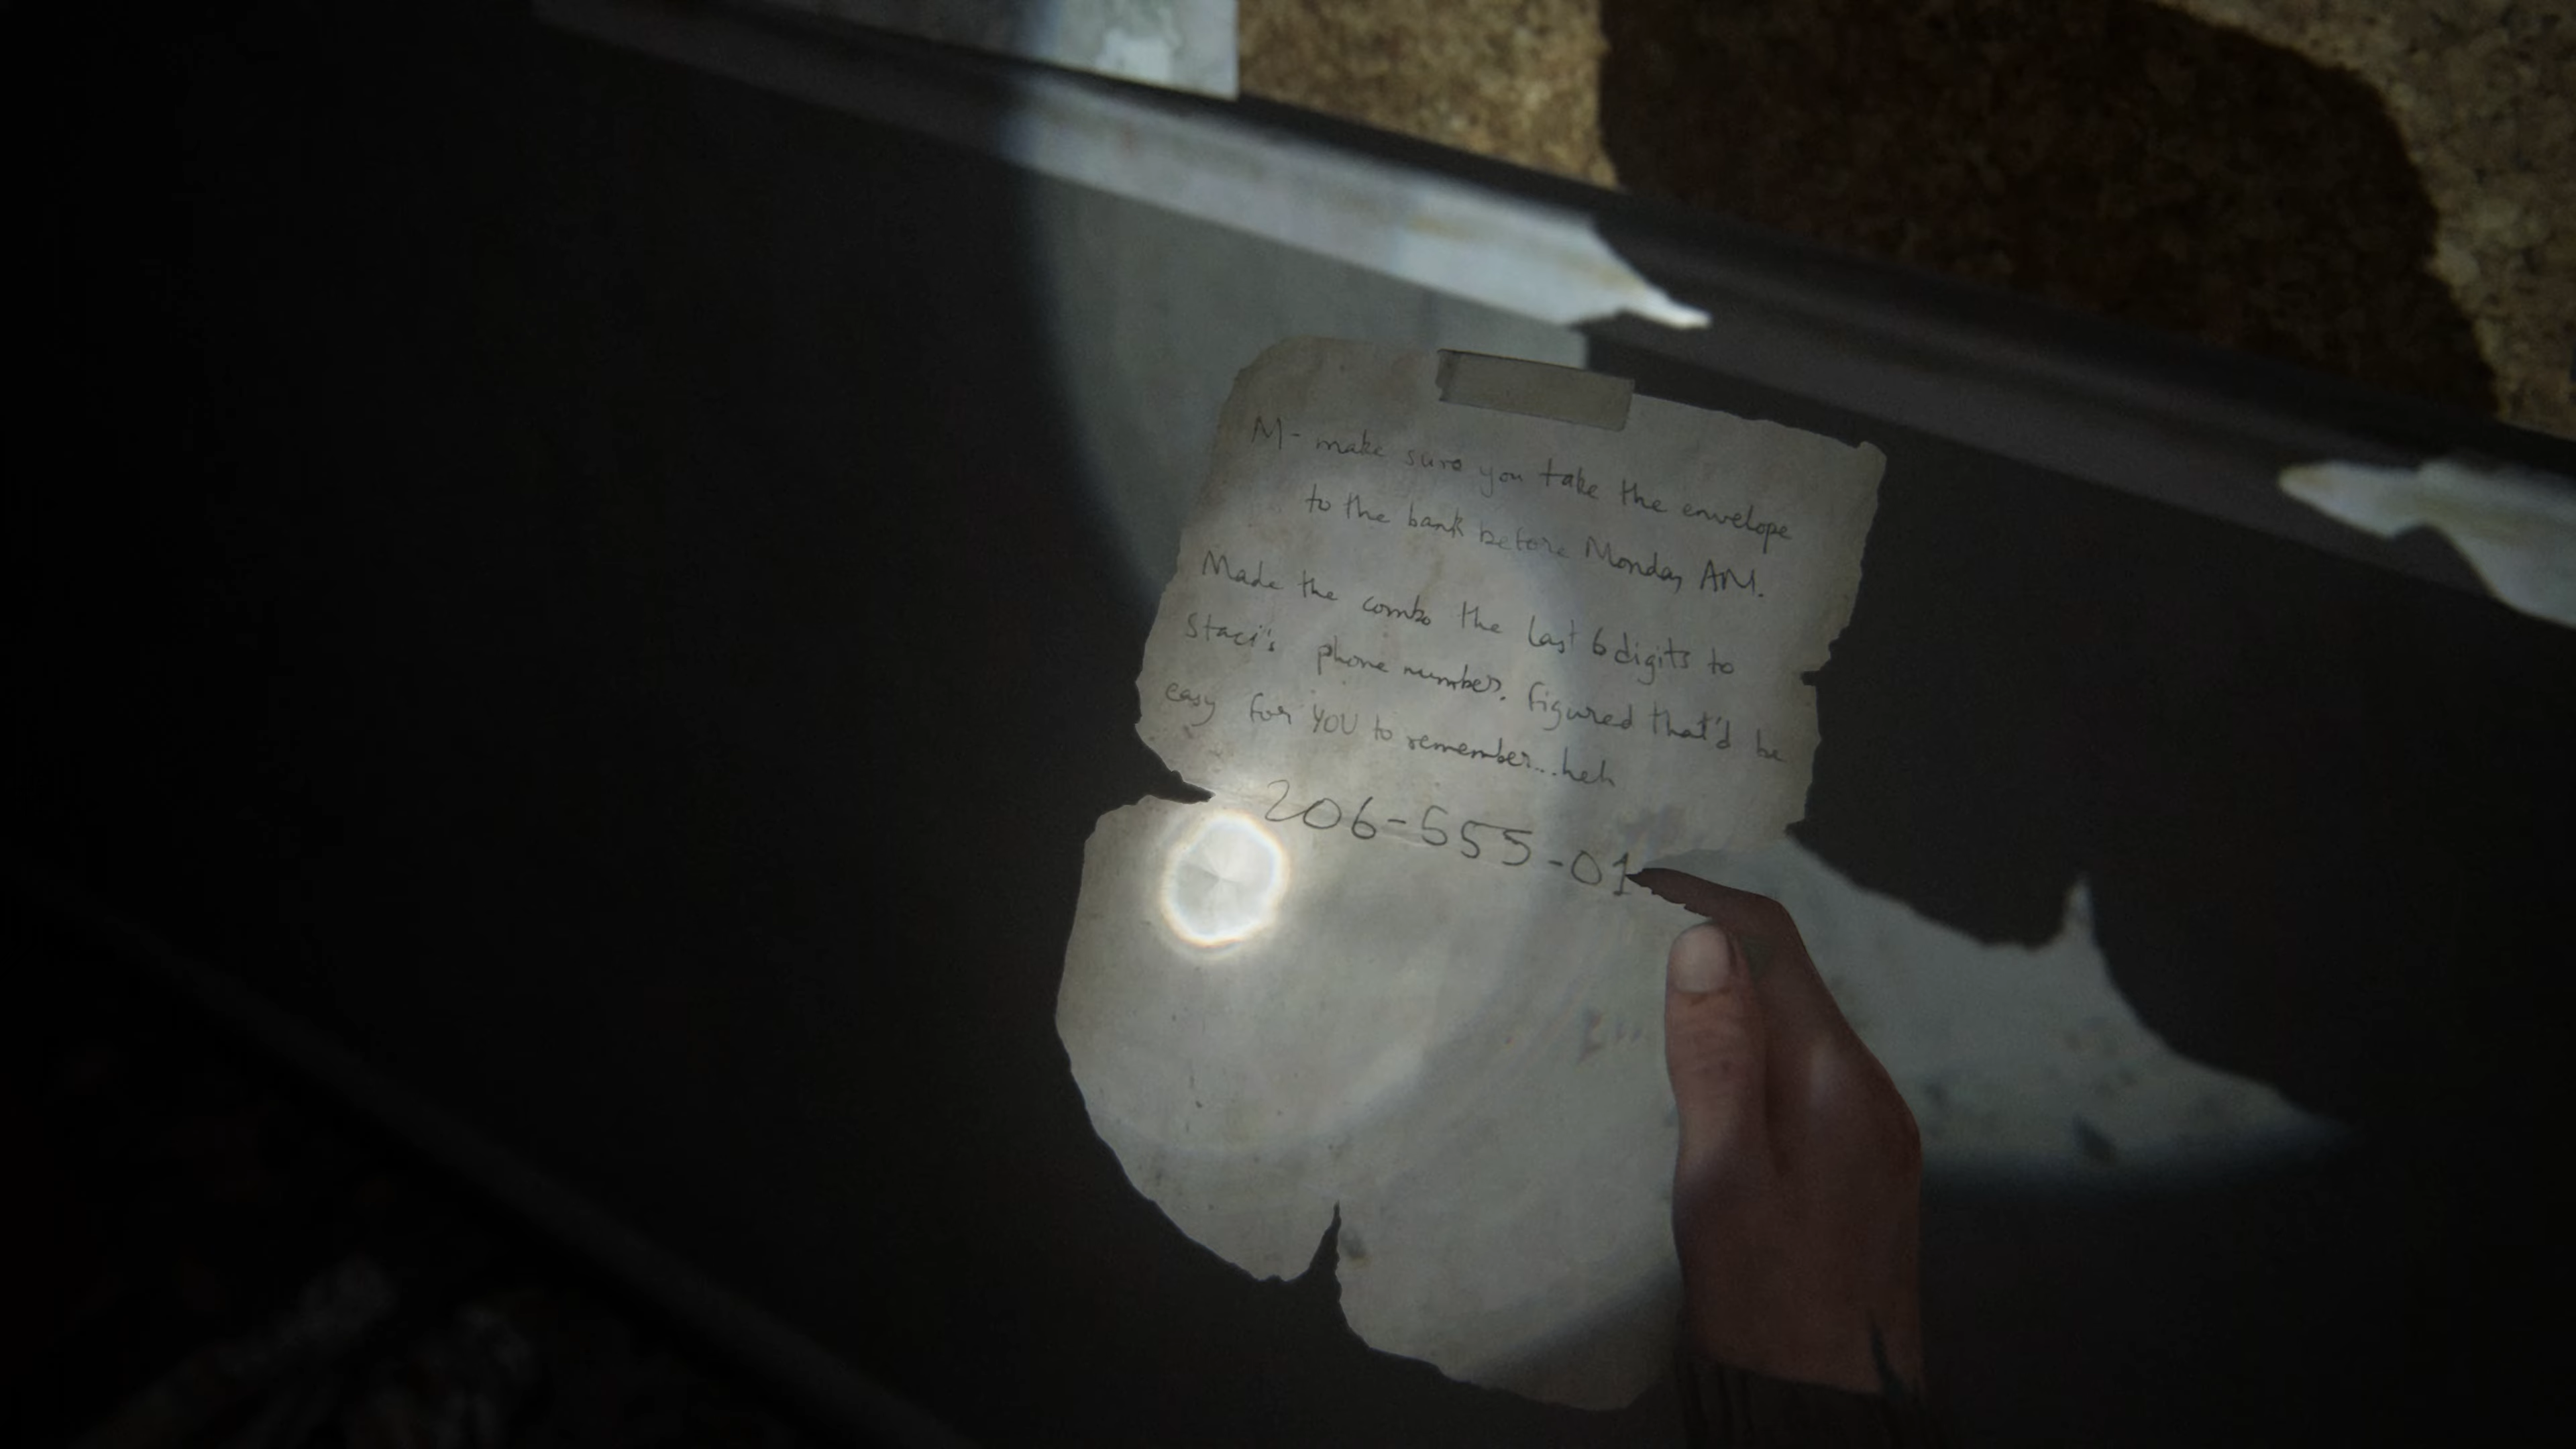 M- make sure you take the envelope
to the bank before Monday AM.
Made the combo the last 6 digits to
Staci's phone number. figured that'd be
easy for YOU to remember...heh
206-555-01